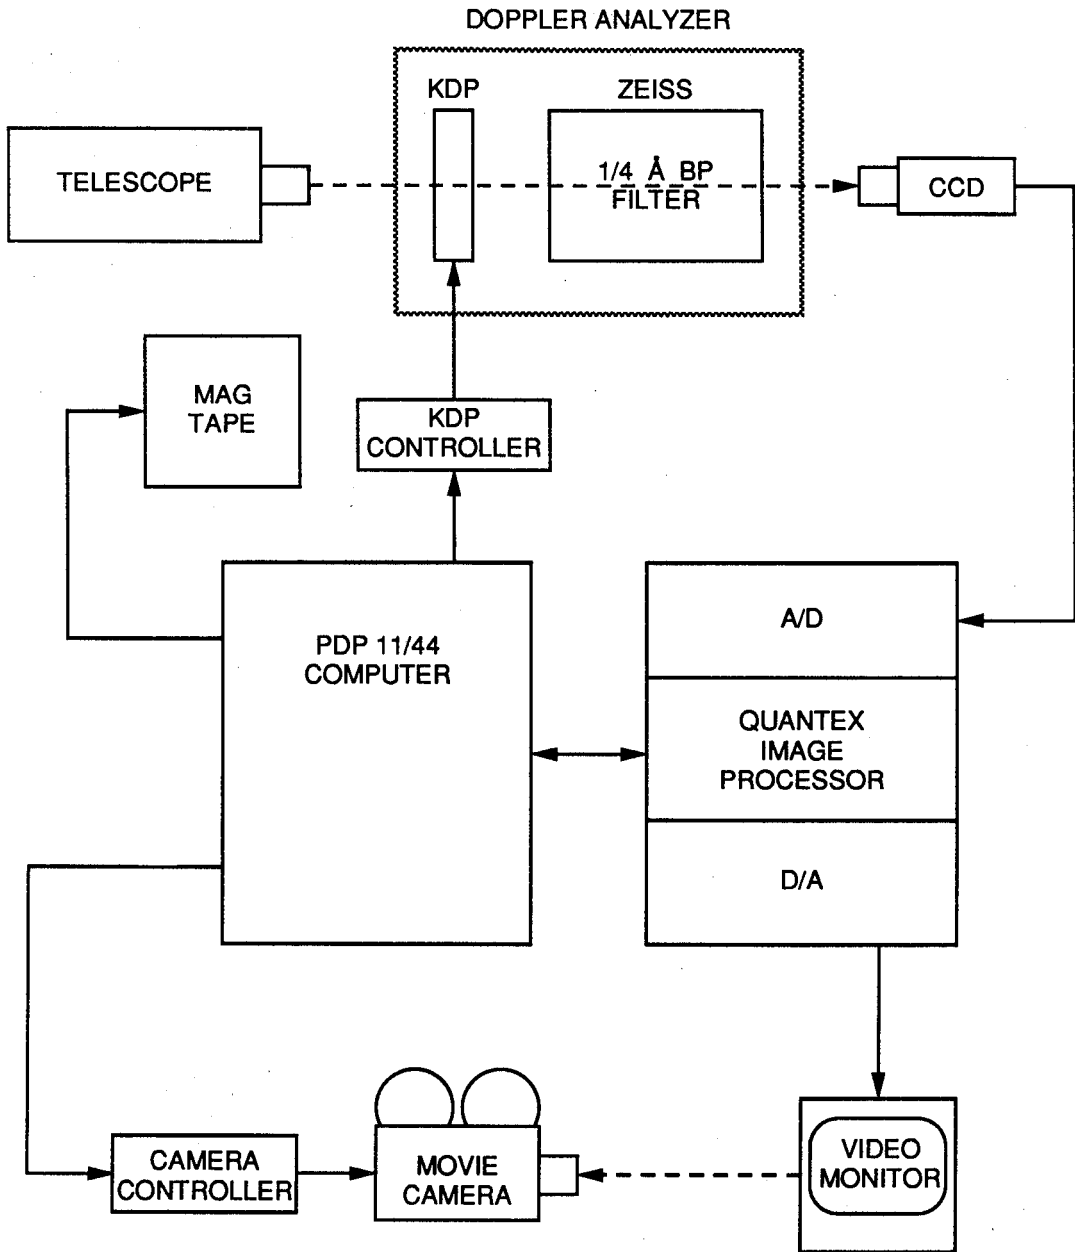 DOPPLER ANALYZER
KDP
ZEISS
TELESCOPE
1/4 Å BP
FILTER
CCD
MAG
TAPE
KDP
CONTROLLER
PDP 11/44
COMPUTER
A/D
QUANTEX
IMAGE
PROCESSOR
D/A
CAMERA
CONTROLLER
MOVIE
CAMERA
VIDEO
MONITOR